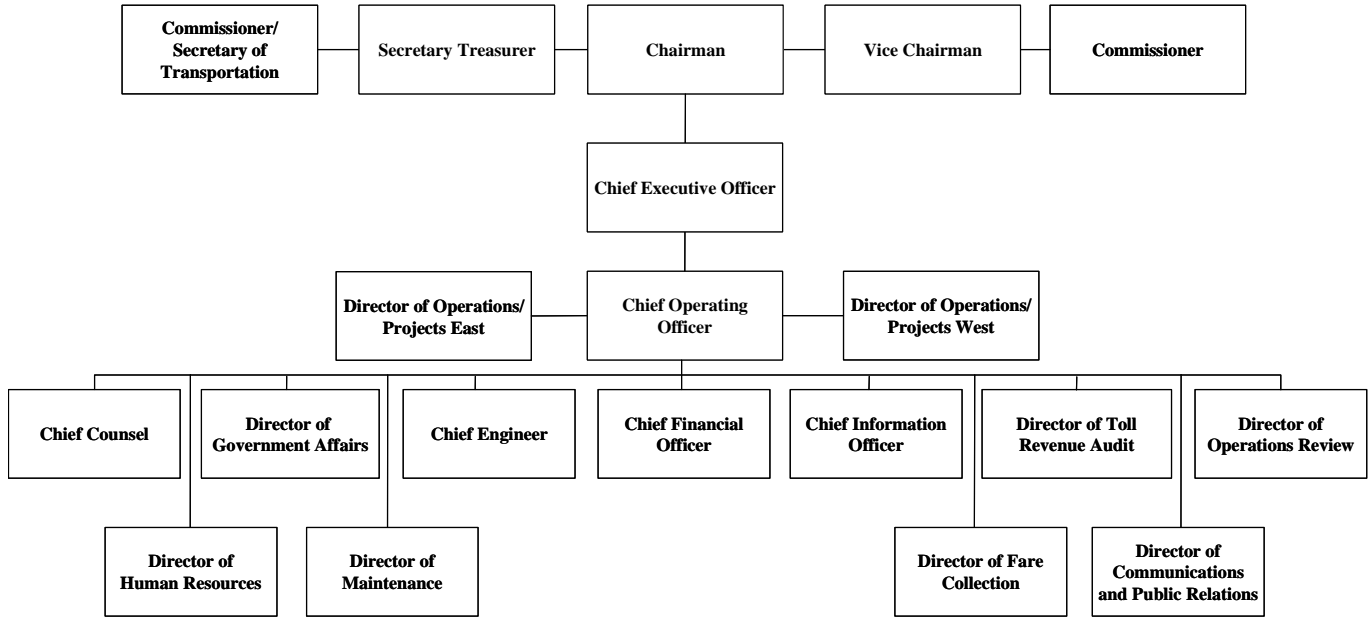 Commissioner/
Secretary of
Transportation
Secretary Treasurer
Chairman
Vice Chairman
Commissioner
Chief Executive Officer
Director of Operations/
Projects East
Chief Operating
Officer
Director of Operations/
Projects West
Chief Counsel
Director of
Government Affairs
Chief Engineer
Chief Financial
Officer
Chief Information
Officer
Director of Toll
Revenue Audit
Director of
Operations Review
Director of
Human Resources
Director of
Maintenance
Director of Fare
Collection
Director of
Communications
and Public Relations